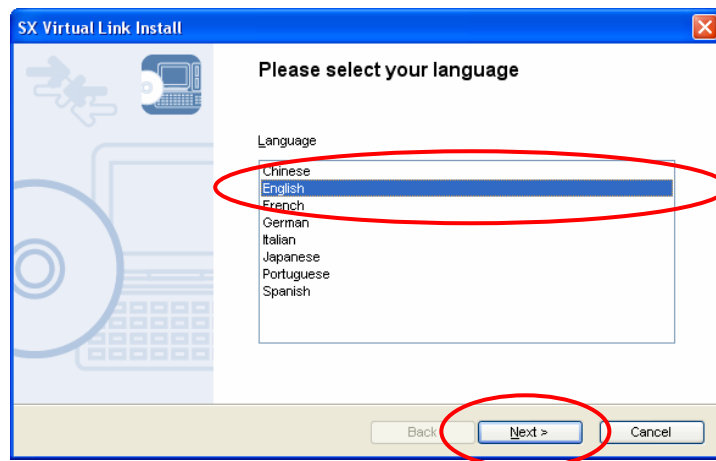 SX Virtual Link Install
Please select your language
Language
Chinese
English
French
German
Italian
Japanese
Portuguese
Spanish
Back Next > Cancel